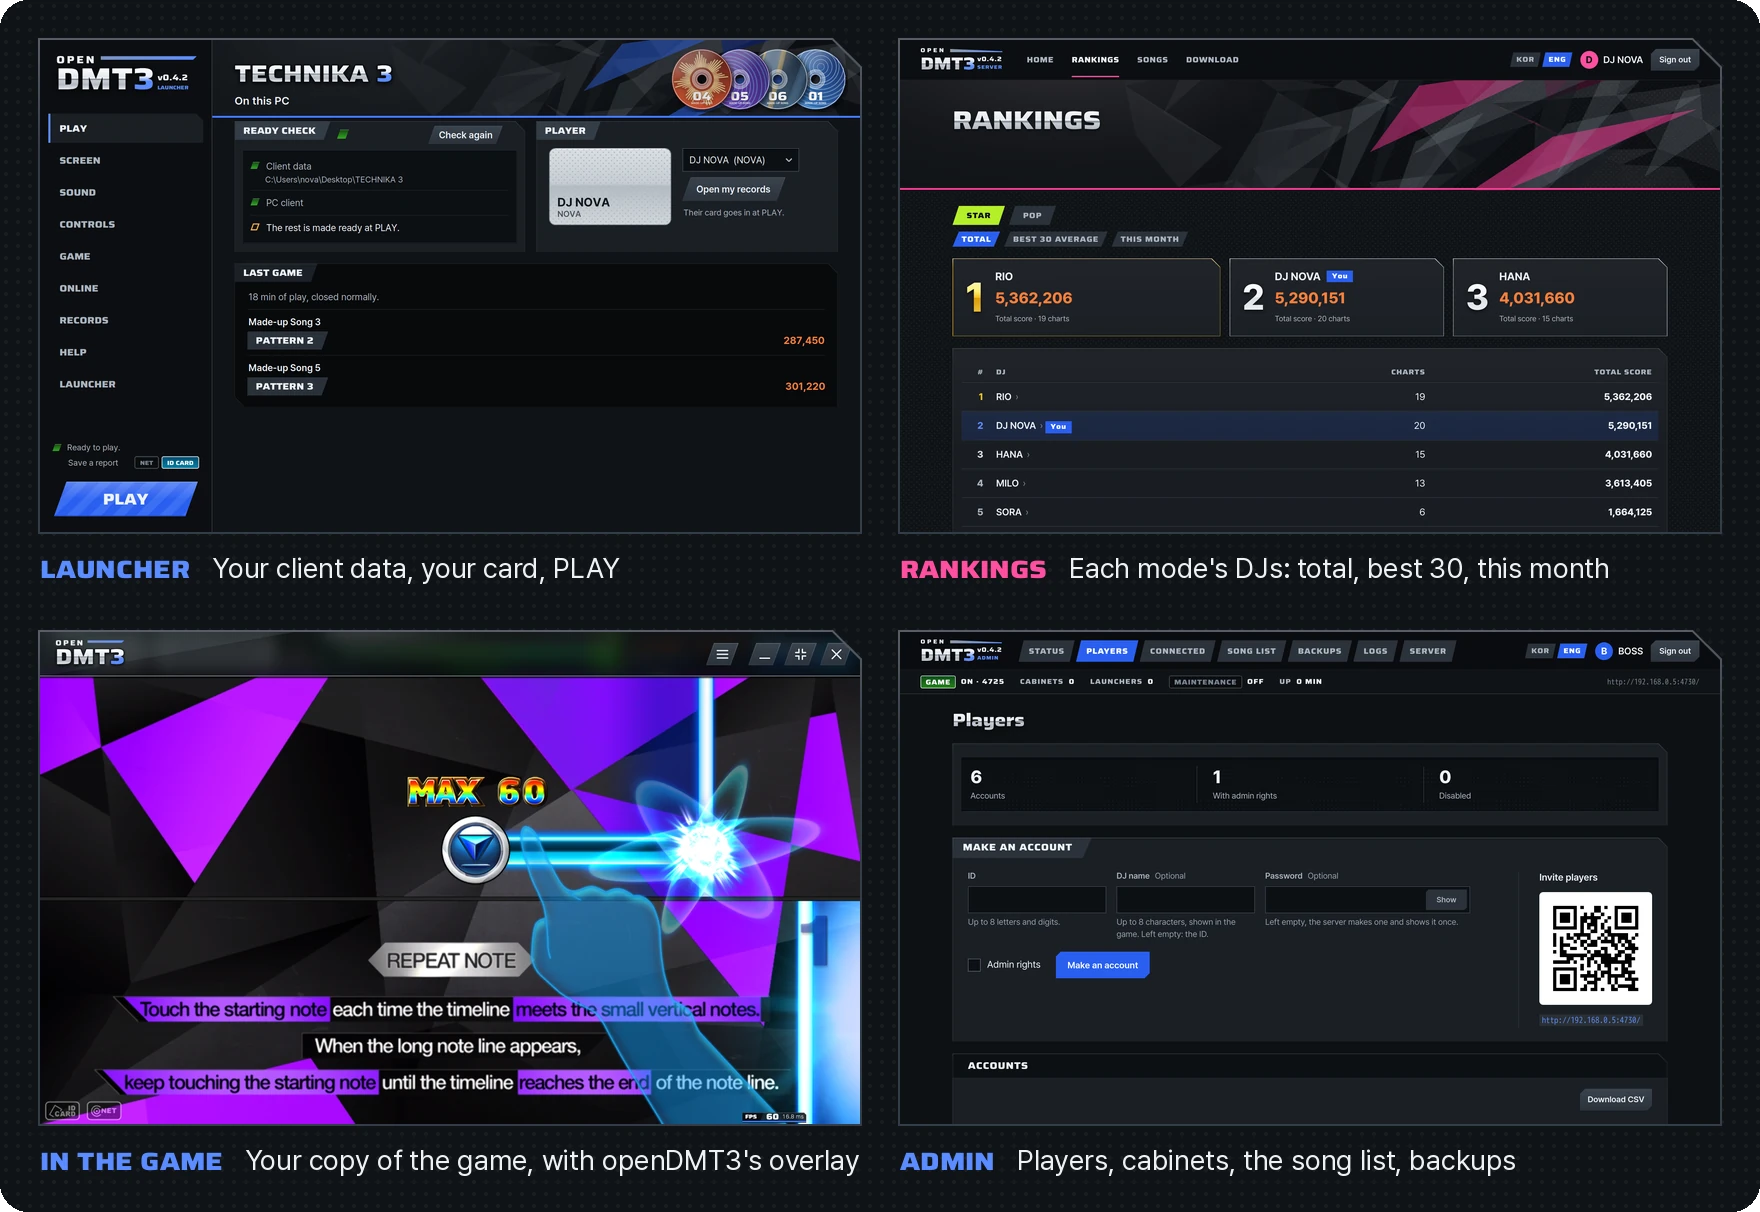 OPEN
DMT3 v0.4.2
LAUNCHER
PLAY
SCREEN
SOUND
CONTROLS
GAME
ONLINE
RECORDS
HELP
LAUNCHER
Ready to play.
Save a report NET ID CARD
PLAY
TECHNIKA 3
On this PC
04 05 06 01
READY CHECK
Check again
Client data
C:\Users\nova\Desktop\TECHNIKA 3
PC client
The rest is made ready at PLAY.
PLAYER
DJ NOVA
NOVA
DJ NOVA (NOVA)
Open my records
Their card goes in at PLAY.
LAST GAME
18 min of play, closed normally.
Made-up Song 3
PATTERN 2 287,450
Made-up Song 5
PATTERN 3 301,220
LAUNCHER Your client data, your card, PLAY
OPEN
DMT3 v0.4.2
SERVER
HOME RANKINGS SONGS DOWNLOAD
KOR ENG D DJ NOVA Sign out
RANKINGS
STAR POP
TOTAL BEST 30 AVERAGE THIS MONTH
1 RIO
5,362,206
Total score · 19 charts
2 DJ NOVA You
5,290,151
Total score · 20 charts
3 HANA
4,031,660
Total score · 15 charts
# DJ CHARTS TOTAL SCORE
1 RIO › 19 5,362,206
2 DJ NOVA › You 20 5,290,151
3 HANA › 15 4,031,660
4 MILO › 13 3,613,405
5 SORA › 6 1,664,125
RANKINGS Each mode's DJs: total, best 30, this month
OPEN
DMT3
MAX 60
REPEAT NOTE
Touch the starting note each time the timeline meets the small vertical notes.
When the long note line appears,
keep touching the starting note until the timeline reaches the end of the note line.
ID CARD NET
FPS 60 16.8 ms
IN THE GAME Your copy of the game, with openDMT3's overlay
OPEN
DMT3 v0.4.2
ADMIN
STATUS PLAYERS CONNECTED SONG LIST BACKUPS LOGS SERVER
KOR ENG B BOSS Sign out
GAME ON · 4725 CABINETS 0 LAUNCHERS 0 MAINTENANCE OFF UP 0 MIN
http://192.168.0.5:4730/
Players
6
Accounts
1
With admin rights
0
Disabled
MAKE AN ACCOUNT
ID
Up to 8 letters and digits.
DJ name Optional
Up to 8 characters, shown in the
game. Left empty: the ID.
Password Optional
Show
Left empty, the server makes one and shows it once.
Admin rights
Make an account
Invite players
http://192.168.0.5:4730/
ACCOUNTS
Download CSV
ADMIN Players, cabinets, the song list, backups